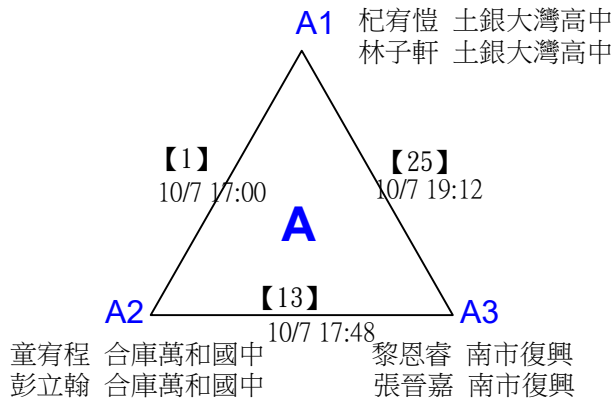 A1 杞宥愷 土銀大灣高中
林子軒 土銀大灣高中
【1】
10/7 17:00
【25】
10/7 19:12
A
【13】
10/7 17:48
A2
A3
童宥程 合庫萬和國中
彭立翰 合庫萬和國中
黎恩睿 南市復興
張晉嘉 南市復興